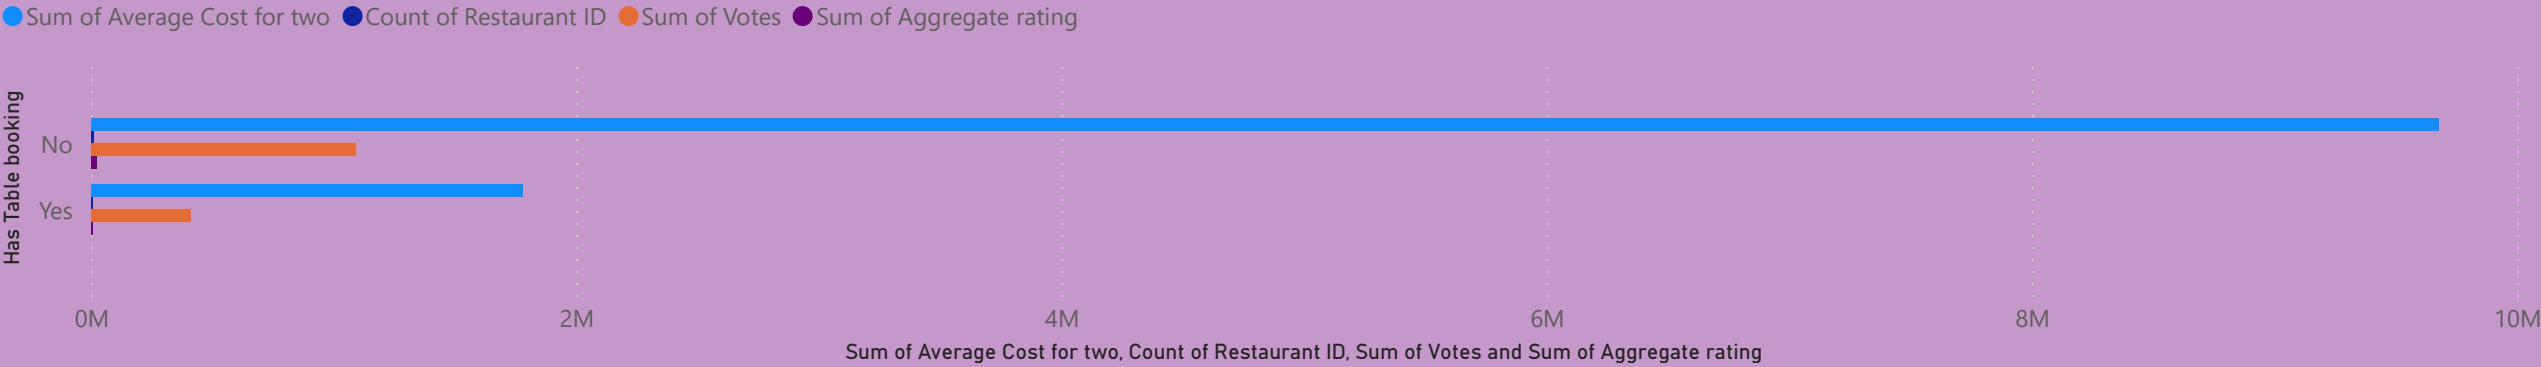 Sum of Average Cost for two Count of Restaurant ID Sum of Votes Sum of Aggregate rating
Has Table booking
No
Yes
0M 2M 4M 6M 8M 10M
Sum of Average Cost for two, Count of Restaurant ID, Sum of Votes and Sum of Aggregate rating